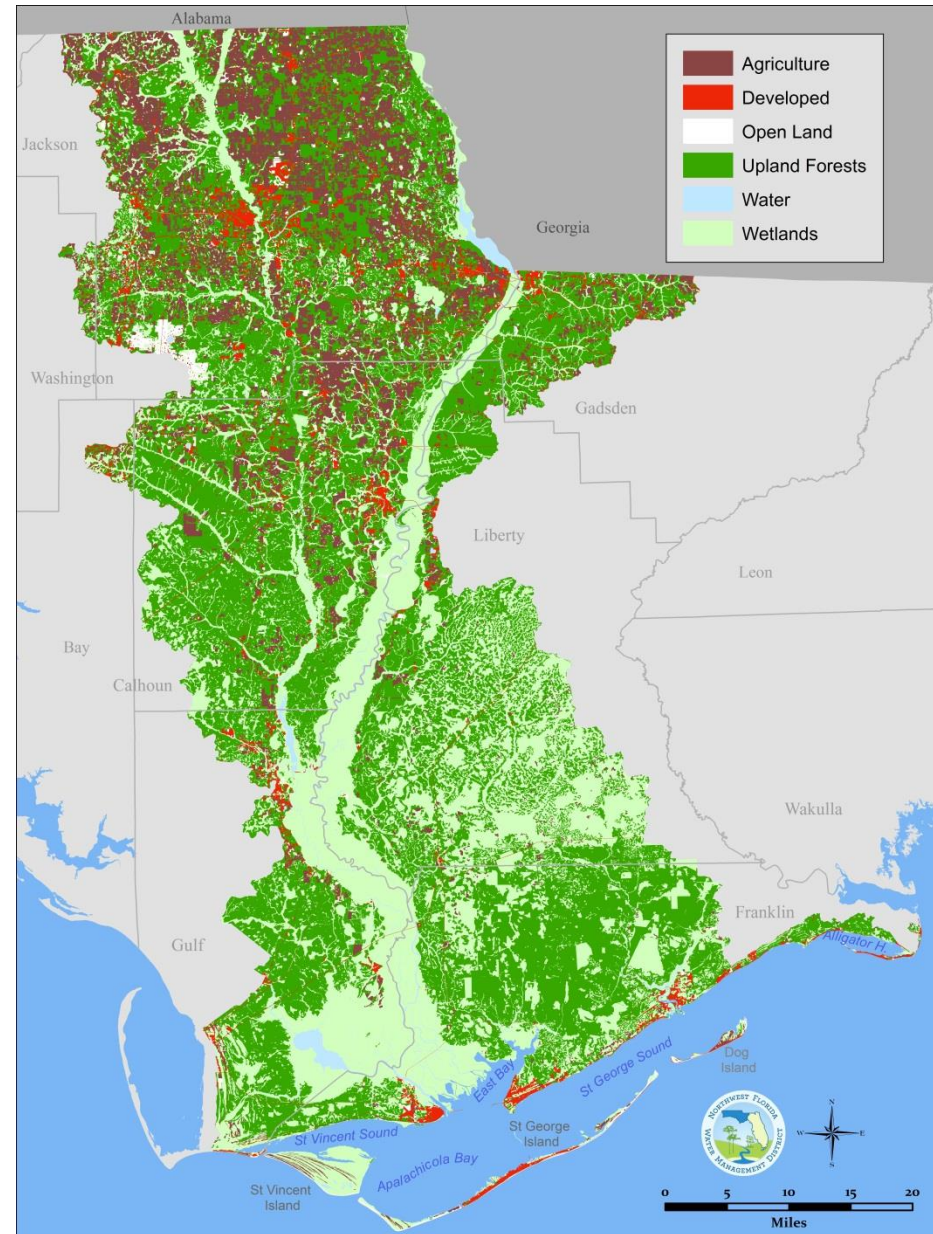 Alabama
Agriculture
Developed
Open Land
Upland Forests
Water
Wetlands
Jackson
Georgia
Washington
Gadsden
Liberty
Leon
Bay
Calhoun
Wakulla
Franklin
Gulf
Alligator H.
East Bay
St George Sound
Dog
Island
St Vincent Sound
St George
Island
Apalachicola Bay
St Vincent
Island
NORTHWEST FLORIDA
WATER MANAGEMENT DISTRICT
N
W E
S
0 5 10 15 20
Miles